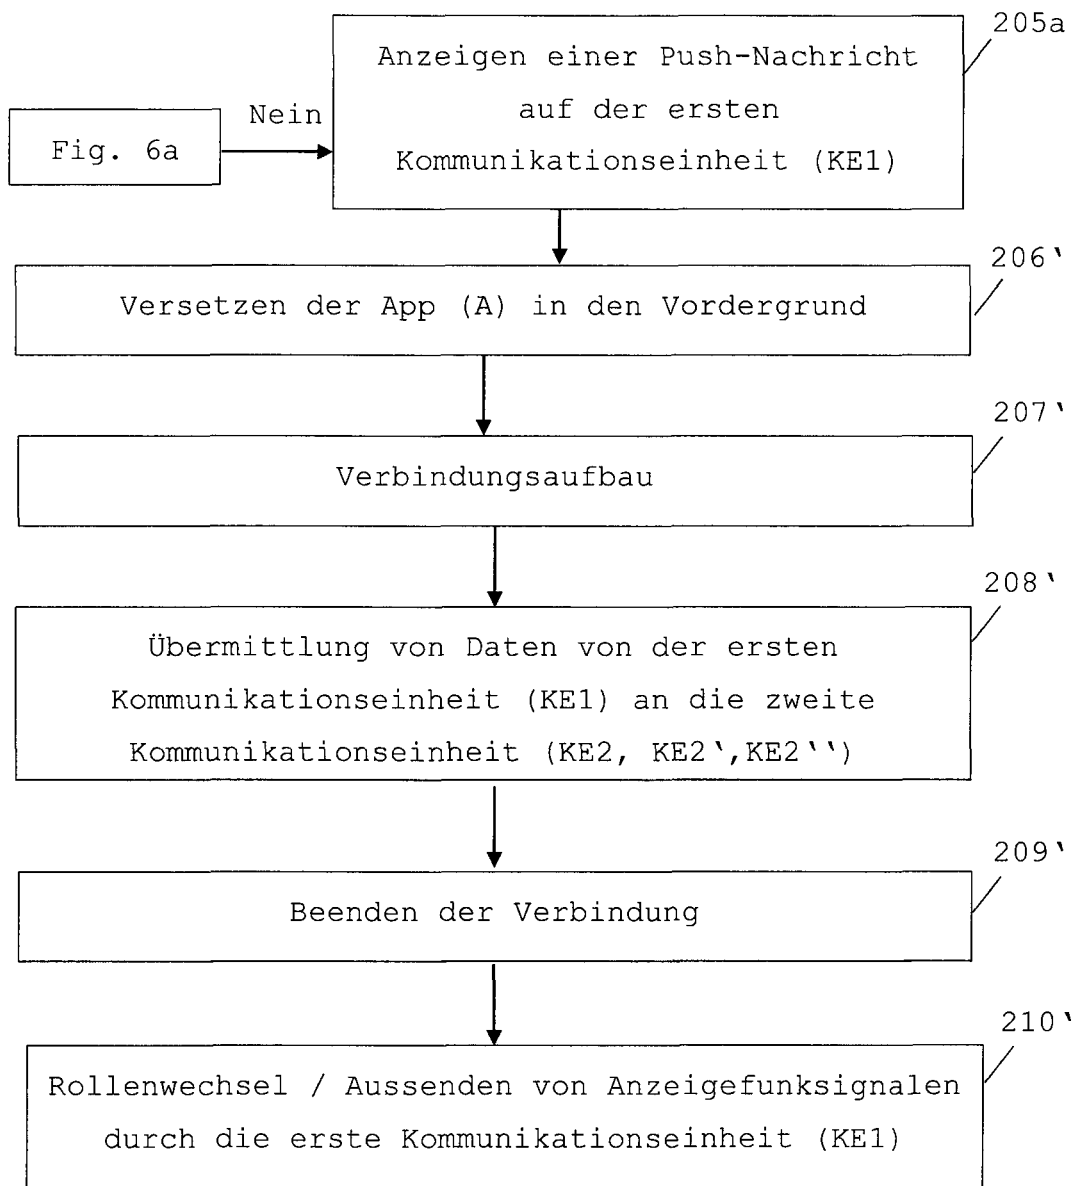 205a
Anzeigen einer Push-Nachricht
auf der ersten
Kommunikationseinheit (KE1)
Nein
Fig. 6a
206‘
Versetzen der App (A) in den Vordergrund
207‘
Verbindungsaufbau
208‘
Übermittlung von Daten von der ersten
Kommunikationseinheit (KE1) an die zweite
Kommunikationseinheit (KE2, KE2‘,KE2‘‘)
209‘
Beenden der Verbindung
210‘
Rollenwechsel / Aussenden von Anzeigefunksignalen
durch die erste Kommunikationseinheit (KE1)